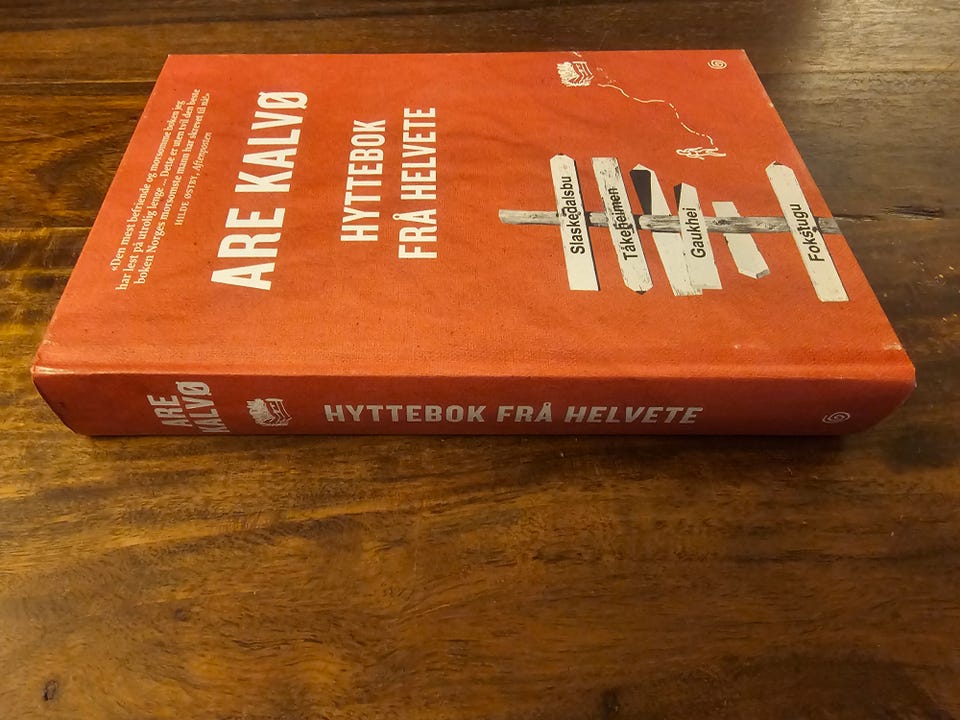 «Den mest befriende og morsomme boken jeg
har lest på utrolig lenge – Dette er uten tvil den beste
boken Norges morsomste mann har skrevet til nå!»
HILDE ØSTBY, Aftenposten
ARE KALVØ
HYTTEBOK
FRÅ HELVETE
Slaskedalsbu
Tåkeheimen
Gaukhei
Fokstugu
ARE
KALVØ
HYTTEBOK FRÅ HELVETE